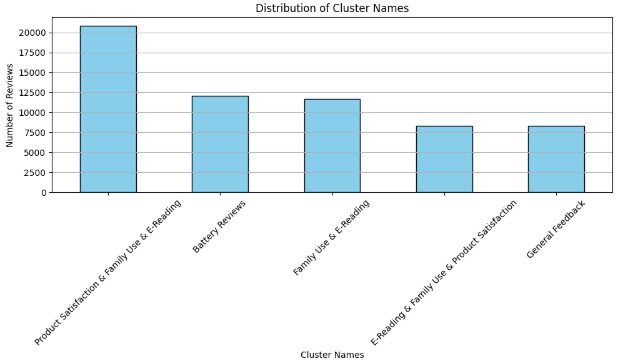 Distribution of Cluster Names
Number of Reviews
20000
17500
15000
12500
10000
7500
5000
2500
0
Product Satisfaction & Family Use & E-Reading
Battery Reviews
Family Use & E-Reading
E-Reading & Family Use & Product Satisfaction
General Feedback
Cluster Names